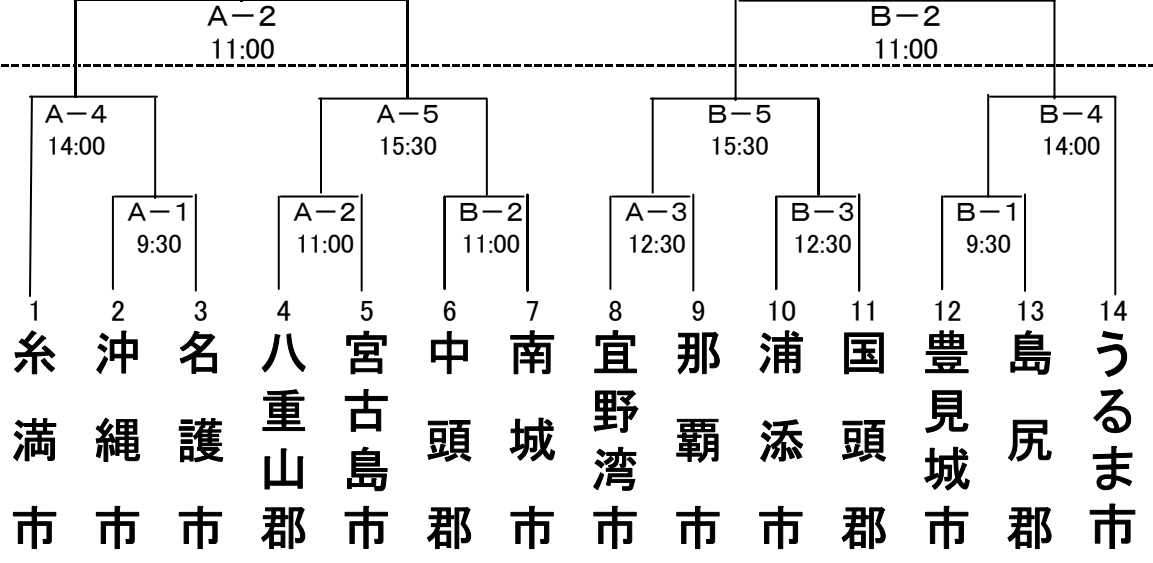 A－2
11:00
B－2
11:00
A－4
14:00
A－5
15:30
B－5
15:30
B－4
14:00
A－1
9:30
A－2
11:00
B－2
11:00
A－3
12:30
B－3
12:30
B－1
9:30
1
糸満市
2
沖縄市
3
名護市
4
八重山郡
5
宮古島市
6
中頭郡
7
南城市
8
宜野湾市
9
那覇市
10
浦添市
11
国頭郡
12
豊見城市
13
島尻郡
14
うるま市